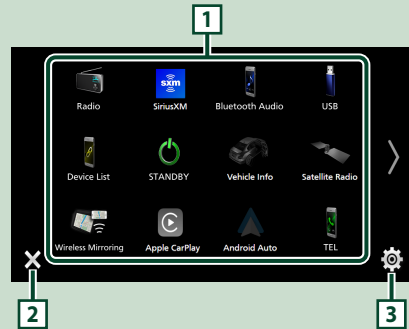 1
sxm
Radio SiriusXM Bluetooth Audio USB
Device List STANDBY Vehicle Info Satellite Radio
Wireless Mirroring Apple CarPlay Android Auto TEL
2 3